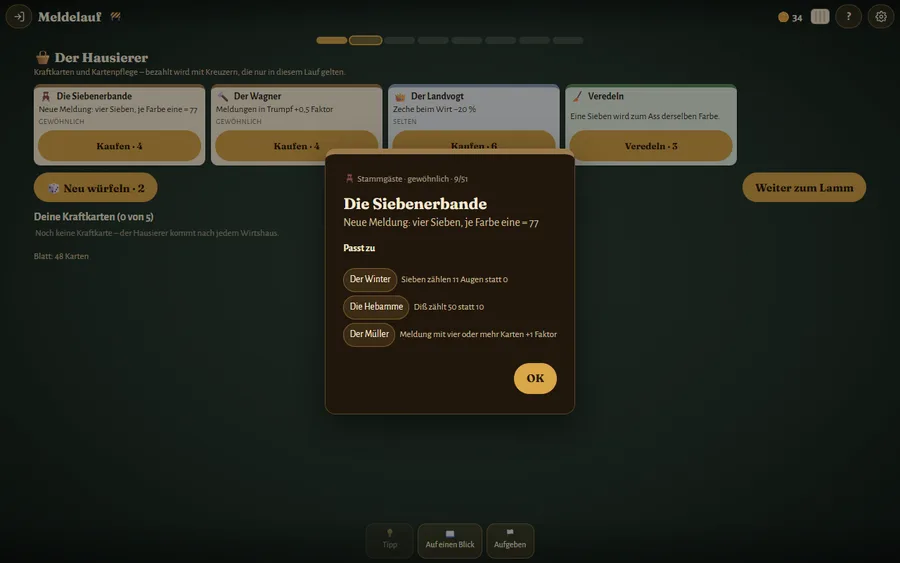 Meldelauf
34
?
Der Hausierer
Kraftkarten und Kartenpflege – bezahlt wird mit Kreuzern, die nur in diesem Lauf gelten.
Die Siebenerbande
Neue Meldung: vier Sieben, je Farbe eine = 77
GEWÖHNLICH
Kaufen · 4
Der Wagner
Meldungen in Trumpf +0,5 Faktor
GEWÖHNLICH
Kaufen · 4
Der Landvogt
Zeche beim Wirt −20 %
SELTEN
Kaufen · 6
Veredeln
Eine Sieben wird zum Ass derselben Farbe.
Veredeln · 3
Neu würfeln · 2
Weiter zum Lamm
Deine Kraftkarten (0 von 5)
Noch keine Kraftkarte – der Hausierer kommt nach jedem Wirtshaus.
Blatt: 48 Karten
Stammgäste · gewöhnlich · 9/51
Die Siebenerbande
Neue Meldung: vier Sieben, je Farbe eine = 77
Passt zu
Der Winter Sieben zählen 11 Augen statt 0
Die Hebamme Diß zählt 50 statt 10
Der Müller Meldung mit vier oder mehr Karten +1 Faktor
OK
Tipp
Auf einen Blick
Aufgeben